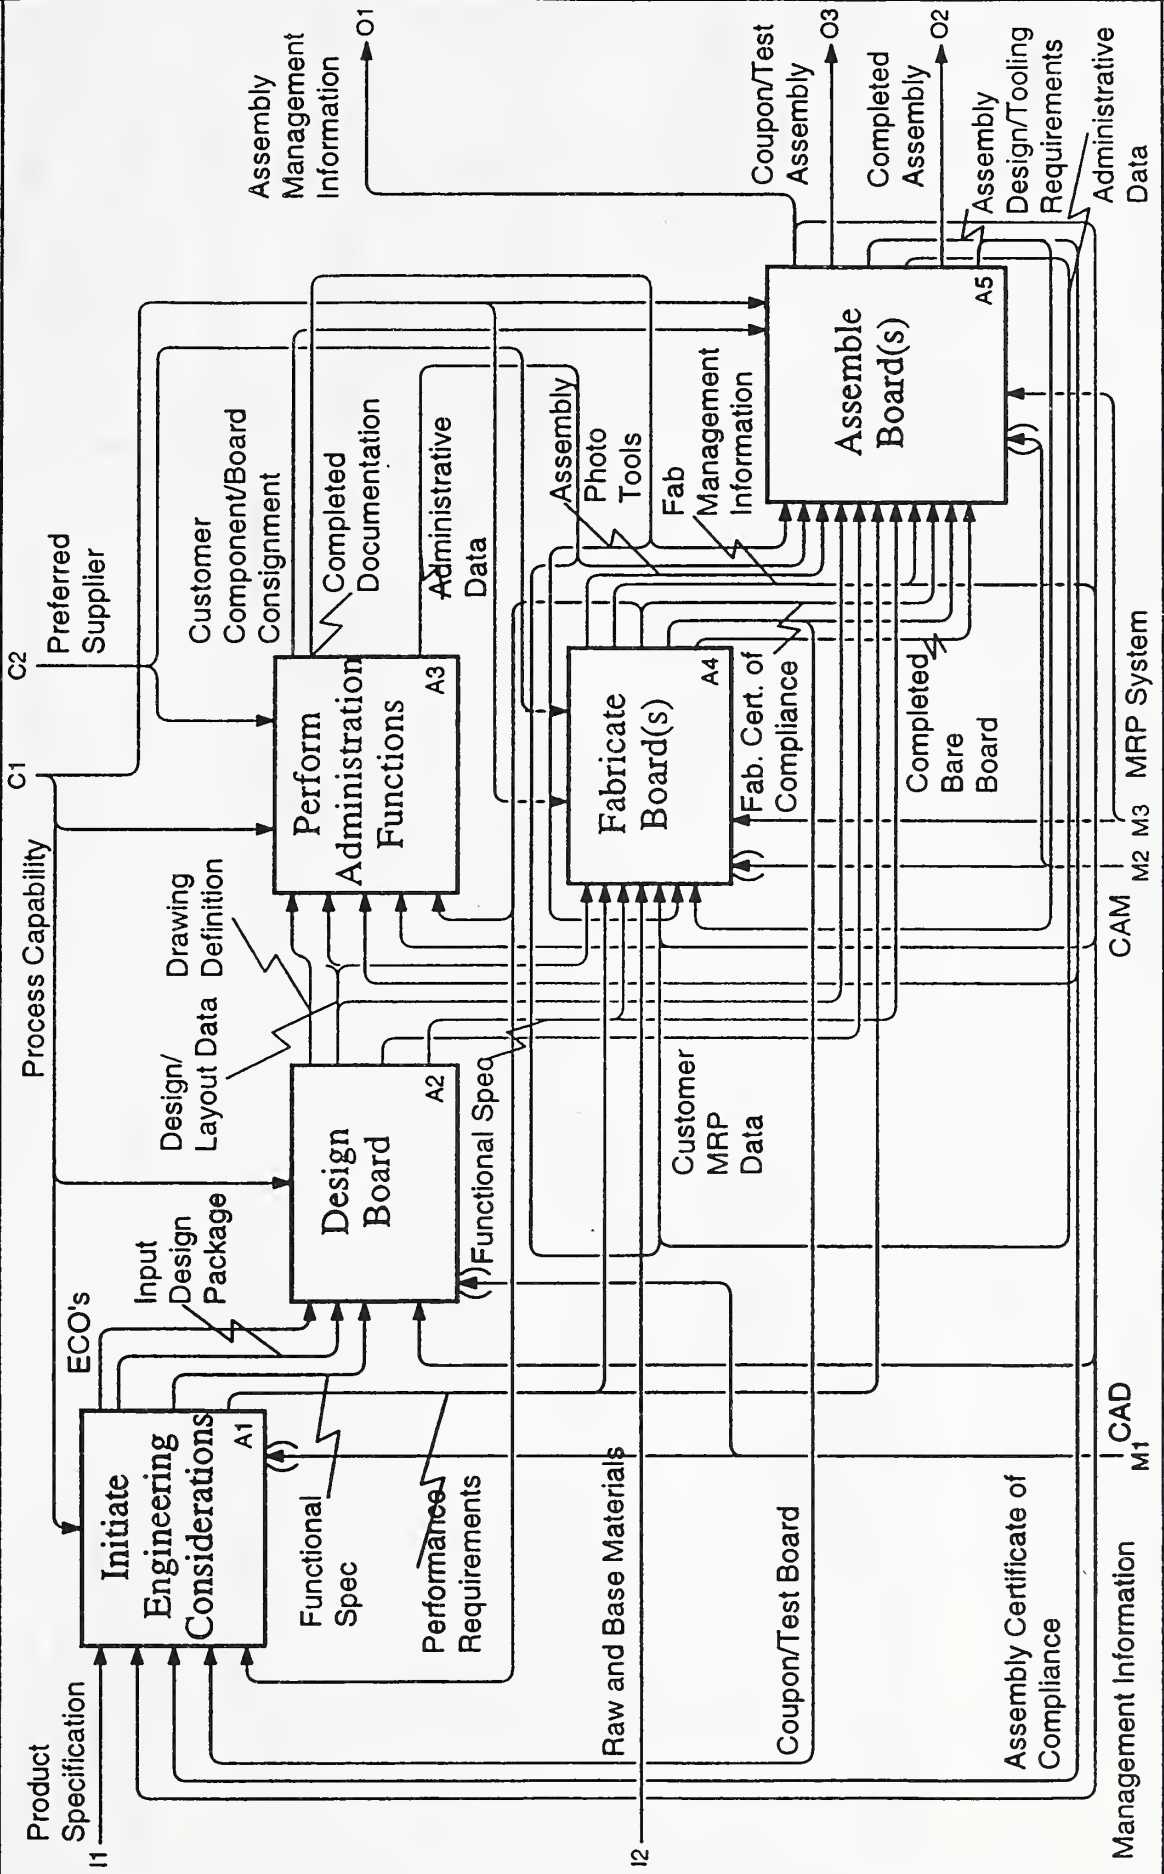 C1
C2
Process Capability
Preferred
Supplier
Product
Specification
I1
ECO's
Input
Design
Package
Initiate
Engineering
Considerations
A1
Functional
Spec
Performance
Requirements
Design/
Layout Data
Drawing
Definition
Design
Board
A2
Functional Spec
Customer
Component/Board
Consignment
Completed
Documentation
Administrative
Data
Perform
Administration
Functions
A3
Assembly
Management
Information
O1
Assembly
Photo
Tools
Fab
Management
Information
Fabricate
Board(s)
A4
Fab. Cert. of
Compliance
Completed
Bare
Board
Customer
MRP
Data
Raw and Base Materials
I2
Coupon/Test Board
Assemble
Board(s)
A5
Coupon/Test
Assembly
O3
Completed
Assembly
O2
Assembly
Design/Tooling
Requirements
Administrative
Data
Assembly Certificate of
Compliance
Management Information
CAD
M1
CAM
M2
M3
MRP System